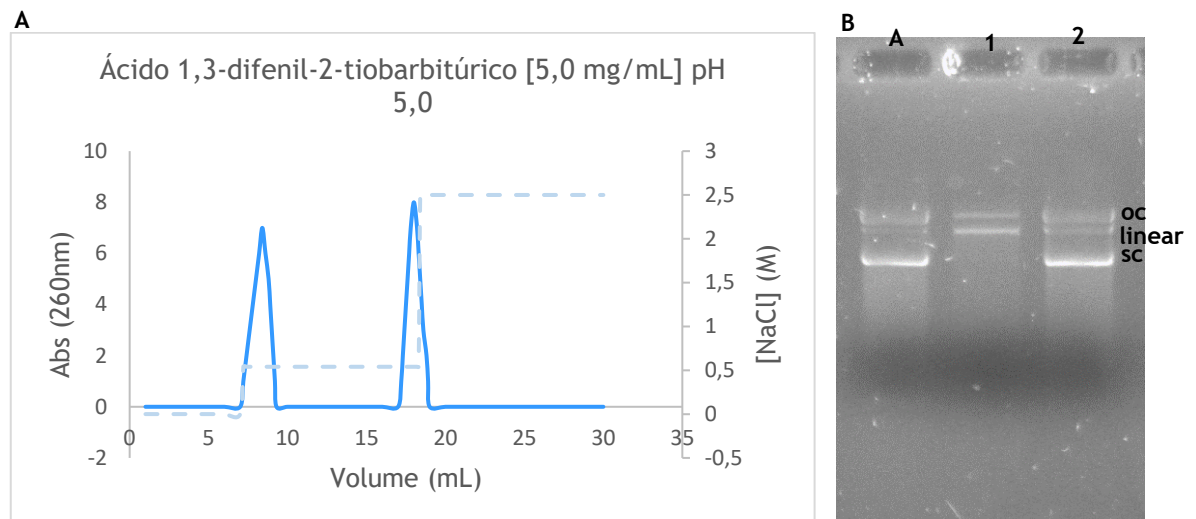 A
Ácido 1,3-difenil-2-tiobarbitúrico [5,0 mg/mL] pH
5,0
Abs (260nm)
10
8
6
4
2
0
-2
0 5 10 15 20 25 30 35
Volume (mL)
3
2,5
2
1,5
1
0,5
0
-0,5
[NaCl] (M)
B
A 1 2
oc
linear
sc